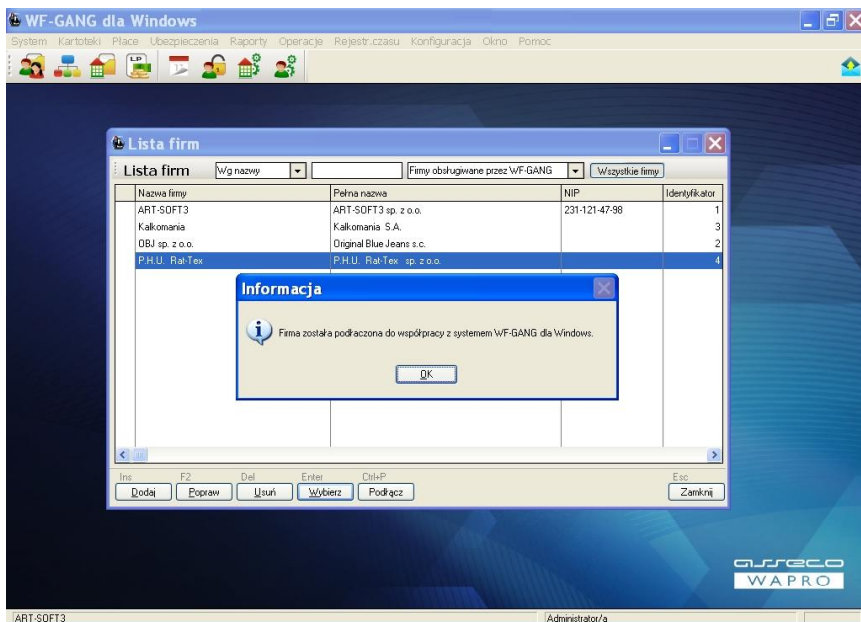 WF-GANG dla Windows
System Kartoteki Płace Ubezpieczenia Raporty Operacje Rejestr.czasu Konfiguracja Okno Pomoc
LP
Lista firm
Lista firm Wg nazwy Firmy obsługiwane przez WF-GANG Wszystkie firmy
Nazwa firmy Pełna nazwa NIP Identyfikator
ART-SOFT3 ART-SOFT3 sp. z o.o. 231-121-47-98 1
Kalkomania Kalkomania S.A. 3
OBJ sp. z o.o. Original Blue Jeans s.c. 2
P.H.U. Rat-Tex P.H.U. Rat-Tex sp. z o.o. 4
Informacja
Firma została podłączona do współpracy z systemem WF-GANG dla Windows.
OK
Ins F2 Del Enter Ctrl+P Esc
Dodaj Popraw Usuń Wybierz Podłącz Zamknij
asseco
WAPRO
ART-SOFT3 Administrator/a